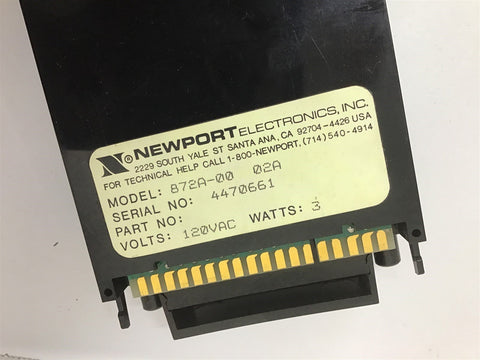 N® NEWPORT ELECTRONICS, INC.
2229 SOUTH YALE ST SANTA ANA, CA 92704-4426 USA
FOR TECHNICAL HELP CALL 1-800-NEWPORT, (714) 540-4914
MODEL: 872A-00 02A
SERIAL NO: 4470661
PART NO:
VOLTS: 120VAC WATTS: 3